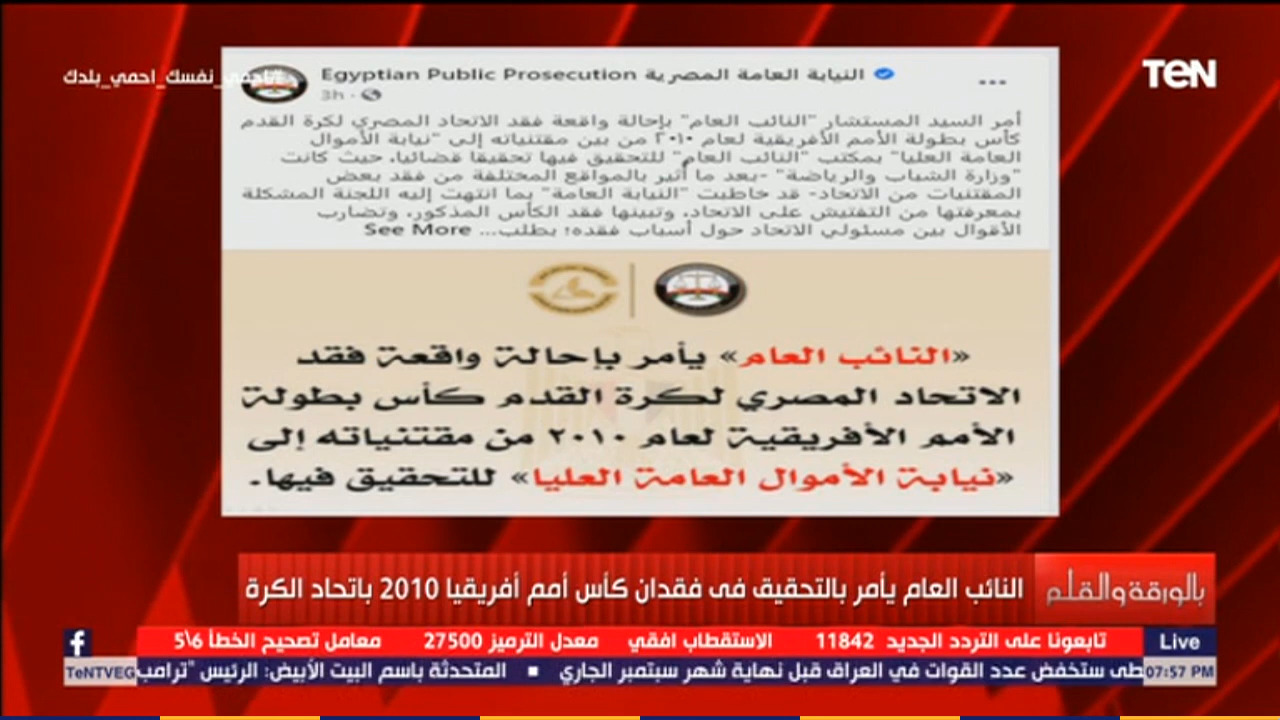 #احمي_نفسك_احمي_بلدك
TEN
Egyptian Public Prosecution النيابة العامة المصرية
3h
أمر السيد المستشار "النائب العام" بإحالة واقعة فقد الاتحاد المصري لكرة القدم
كأس بطولة الأمم الأفريقية لعام ٢٠١٠ من بين مقتنياته إلى "نيابة الأموال
العامة العليا" بمكتب "النائب العام" للتحقيق فيها تحقيقا قضائيا، حيث كانت
"وزارة الشباب والرياضة" -بعد ما أثير بالمواقع المختلفة من فقد بعض
المقتنيات من الاتحاد- قد خاطبت "النيابة العامة" بما انتهت إليه اللجنة المشكلة
بمعرفتها من التفتيش على الاتحاد، وتبينها فقد الكأس المذكور، وتضارب
الأقوال بين مسئولي الاتحاد حول أسباب فقده؛ بطلب... See More
«النائب العام» يأمر بإحالة واقعة فقد
الاتحاد المصري لكرة القدم كأس بطولة
الأمم الأفريقية لعام ٢٠١٠ من مقتنياته إلى
«نيابة الأموال العامة العليا» للتحقيق فيها.
بالورقة والقلم
النائب العام يأمر بالتحقيق فى فقدان كأس أمم أفريقيا 2010 باتحاد الكرة
Live
تابعونا على التردد الجديد 11842 الاستقطاب افقي معدل الترميز 27500 معامل تصحيح الخطأ 5\6
07:57 PM
طى ستخفض عدد القوات في العراق قبل نهاية شهر سبتمبر الجاري ■ المتحدثة باسم البيت الأبيض: الرئيس "ترامب
TeNTVEG